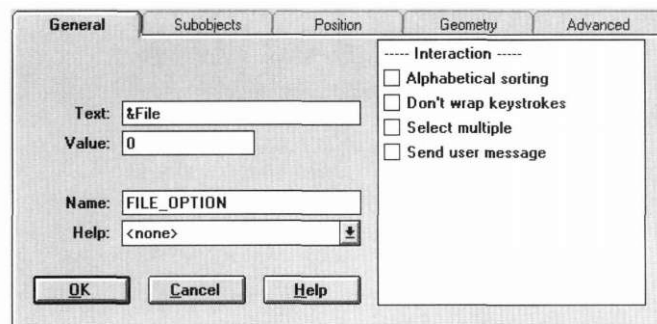 General Subobjects Position Geometry Advanced
Text: &File
Value: 0
Name: FILE_OPTION
Help: <none>
OK Cancel Help
----- Interaction -----
Alphabetical sorting
Don't wrap keystrokes
Select multiple
Send user message